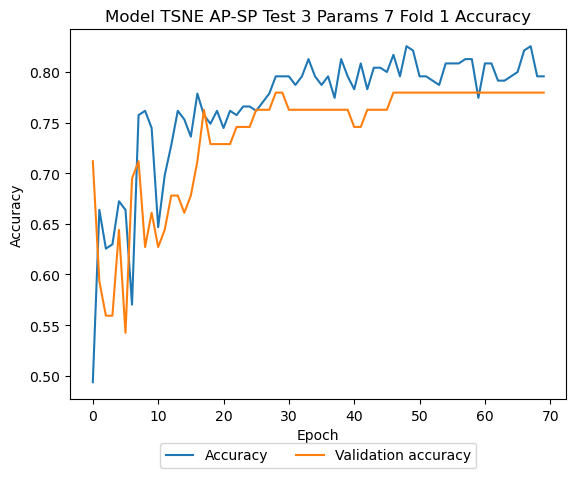 Model TSNE AP-SP Test 3 Params 7 Fold 1 Accuracy
0.80
0.75
0.70
0.65
0.60
0.55
0.50
Accuracy
0 10 20 30 40 50 60 70
Epoch
Accuracy Validation accuracy